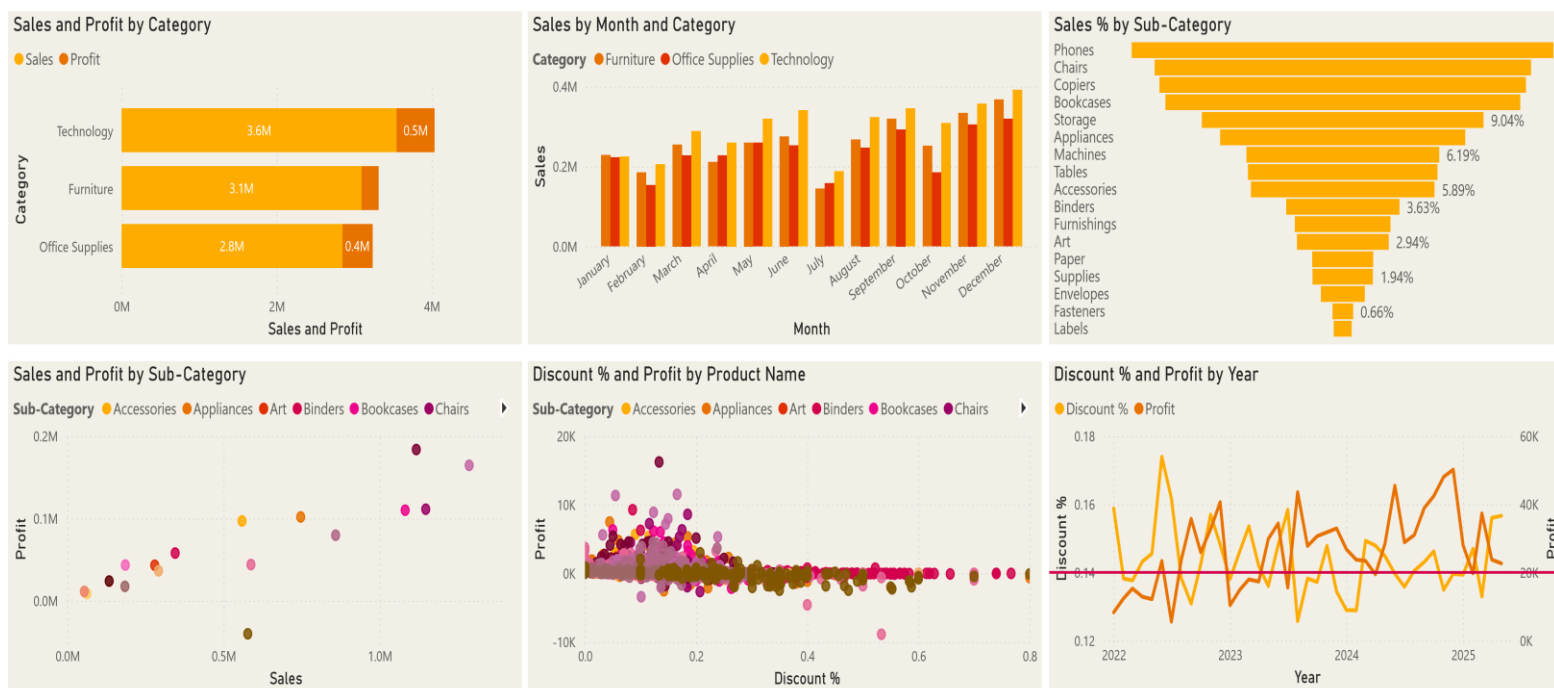 Sales and Profit by Category
Sales Profit
Category
Technology
3.6M
0.5M
Furniture
3.1M
Office Supplies
2.8M
0.4M
0M
2M
4M
Sales and Profit
Sales by Month and Category
Category Furniture Office Supplies Technology
Sales
0.4M
0.2M
0.0M
January
February
March
April
May
June
July
August
September
October
November
December
Month
Sales % by Sub-Category
Phones
Chairs
Copiers
Bookcases
Storage 9.04%
Appliances
Machines 6.19%
Tables
Accessories 5.89%
Binders 3.63%
Furnishings
Art 2.94%
Paper
Supplies 1.94%
Envelopes
Fasteners 0.66%
Labels
Sales and Profit by Sub-Category
Sub-Category Accessories Appliances Art Binders Bookcases Chairs
Profit
0.2M
0.1M
0.0M
0.0M
0.5M
1.0M
Sales
Discount % and Profit by Product Name
Sub-Category Accessories Appliances Art Binders Bookcases Chairs
Profit
20K
10K
0K
-10K
0.0
0.2
0.4
0.6
0.8
Discount %
Discount % and Profit by Year
Discount % Profit
Discount %
0.18
0.16
0.14
0.12
60K
40K
20K
0K
Profit
2022
2023
2024
2025
Year